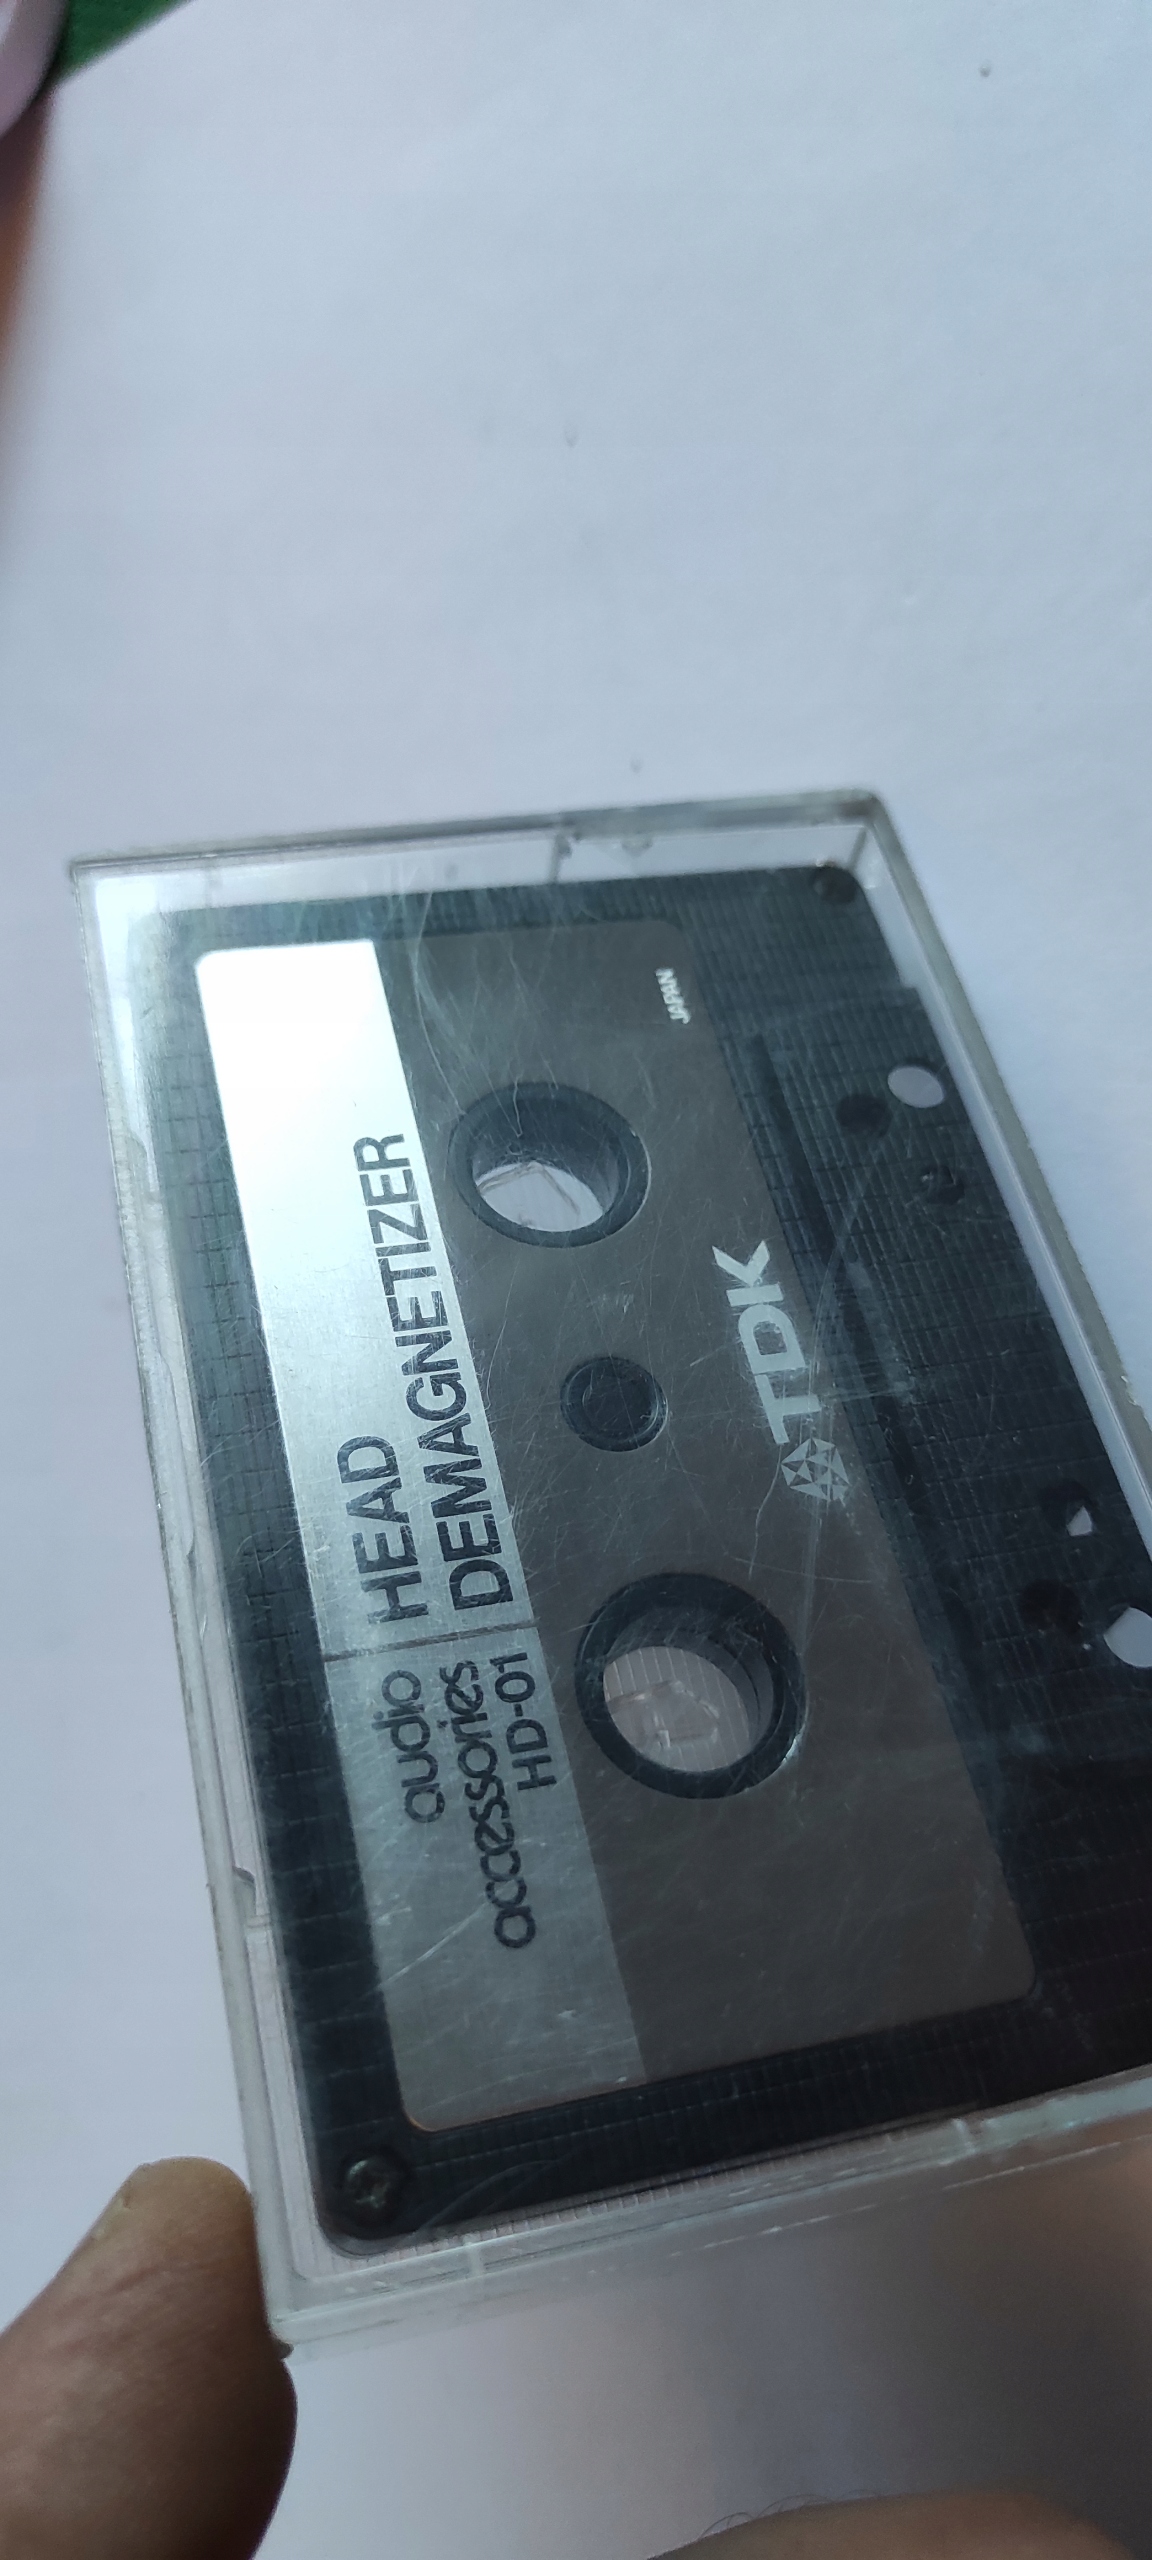 audio
accessories
HD-01
HEAD
DEMAGNETIZER
TDK
JAPAN